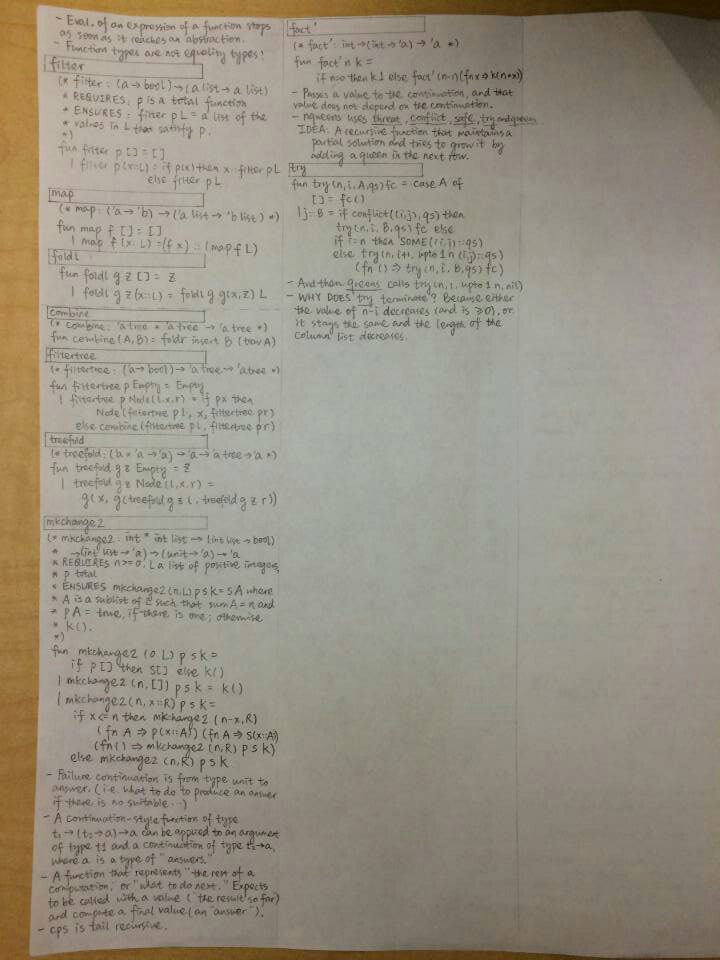 - Eval. of an expression of a function stops
as soon as it reaches an abstraction.
- Function types are not equality types!
filter
(* filter: ('a → bool) → ('a list → 'a list)
* REQUIRES: p is a total function
* ENSURES: filter p L = a list of the
* values in L that satisfy p.
*)
fun filter p [] = []
| filter p (x::L) = if p(x) then x::filter p L
else filter p L
map
(* map: ('a → 'b) → ('a list → 'b list) *)
fun map f [] = []
| map f (x::L) = (f x) :: (map f L)
foldl
fun foldl g z [] = z
| foldl g z (x::L) = foldl g g(x,z) L
combine
(* combine: 'a tree * 'a tree → 'a tree *)
fun combine (A,B) = foldr insert B (trav A)
filtertree
(* filtertree: ('a → bool) → 'a tree → 'a tree *)
fun filtertree p Empty = Empty
| filtertree p Node(l,x,r) = if px then
Node(filtertree p l, x, filtertree p r)
else combine(filtertree p l, filtertree p r)
treefold
(* treefold: ('a * 'a → 'a) → 'a → 'a tree → 'a *)
fun treefold g z Empty = z
| treefold g z Node(l,x,r) =
g(x, g(treefold g z l, treefold g z r))
mkchange2
(* mkchange2: int * int list → (int list → bool)
* → (int list → 'a) → (unit → 'a) → 'a
* REQUIRES n>=0, L a list of positive integers,
* p total
* ENSURES mkchange2 (n,L) p s k = s A where
* A is a sublist of L such that sum A = n and
* p A = true, if there is one; otherwise
* k().
*)
fun mkchange2 (0 L) p s k =
if p [] then s[] else k()
| mkchange2 (n, []) p s k = k()
| mkchange2 (n, x::R) p s k =
if x <= n then mkchange2 (n-x, R)
(fn A ⇒ p(x::A)) (fn A ⇒ s(x::A))
(fn () ⇒ mkchange2 (n,R) p s k)
else mkchange2 (n,R) p s k
- Failure continuation is from type unit to
answer. (i.e. what to do to produce an answer
if there is no suitable...)
- A continuation-style function of type
t1 → (t2 → a) → a can be applied to an argument
of type t1 and a continuation of type t2 → a,
where a is a type of "answers."
- A function that represents "the rest of a
computation," or "what to do next." Expects
to be called with a value ("the result" so far)
and compute a final value (an "answer").
- cps is tail recursive.
fact'
(* fact': int → (int → 'a) → 'a *)
fun fact' n k =
if n=0 then k 1 else fact' (n-1) (fn x ⇒ k(n*x))
- Passes a value to the continuation, and that
value does not depend on the continuation.
- nqueens uses threat, conflict, safe, try and queens
IDEA: A recursive function that maintains a
partial solution and tries to grow it by
adding a queen in the next row.
try
fun try(n,i,A,qs) fc = case A of
[] = fc()
| j::B = if conflict((i,j), qs) then
try(n, i, B, qs) fc else
if i=n then SOME((i,j)::qs)
else try(n, i+1, upto 1 n, (i,j)::qs)
(fn () ⇒ try(n, i, B, qs) fc)
- And then queens calls try(n, 1, upto 1 n, nil)
- WHY DOES try terminate? Because either
the value of n-i decreases (and is ≥ 0), or
it stays the same and the length of the
column list decreases.